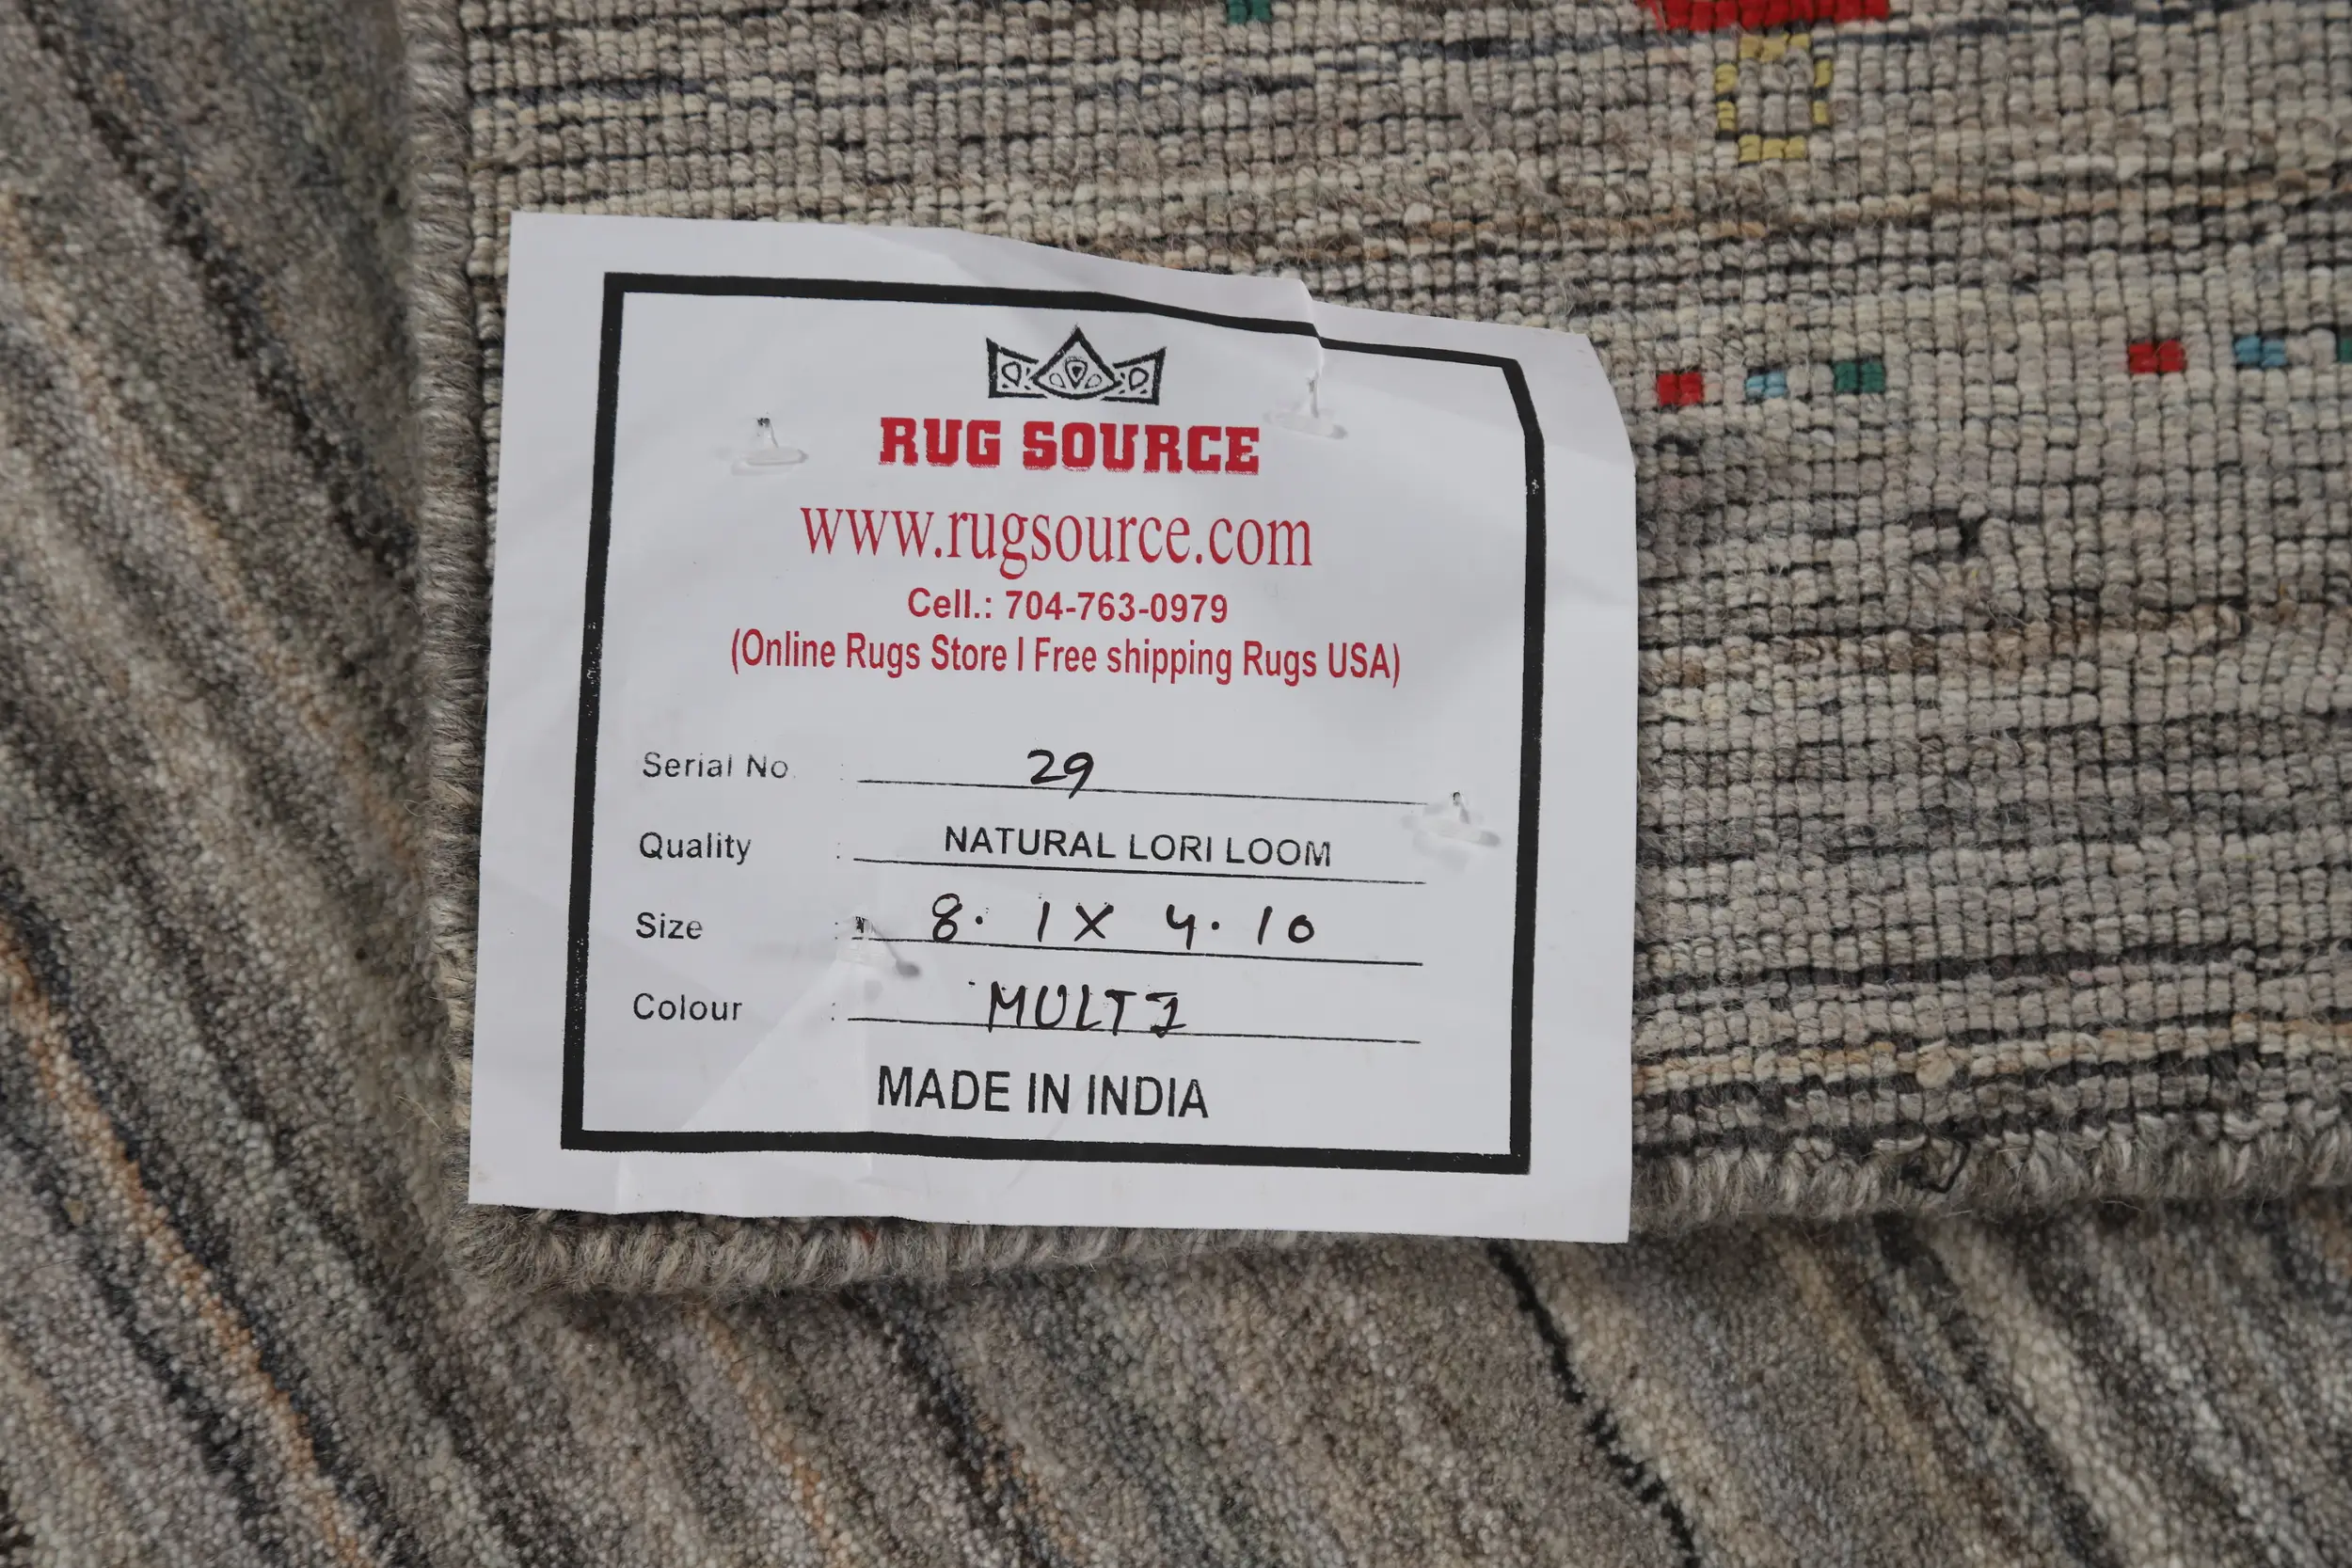 RUG SOURCE
www.rugsource.com
Cell.: 704-763-0979
(Online Rugs Store | Free shipping Rugs USA)
Serial No. : 29
Quality : NATURAL LORI LOOM
Size : 8. 1 X 4. 10
Colour : MULTI
MADE IN INDIA